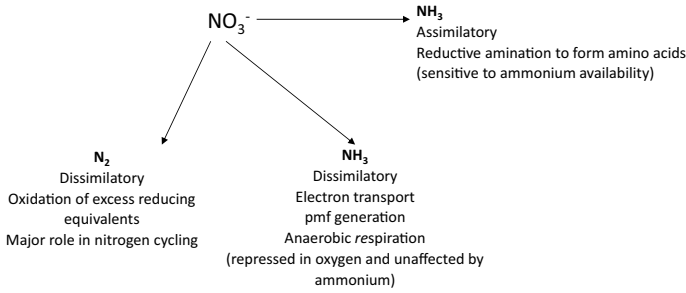 NO₃⁻
NH₃
Assimilatory
Reductive amination to form amino acids
(sensitive to ammonium availability)
N₂
Dissimilatory
Oxidation of excess reducing
equivalents
Major role in nitrogen cycling
NH₃
Dissimilatory
Electron transport
pmf generation
Anaerobic respiration
(repressed in oxygen and unaffected by
ammonium)